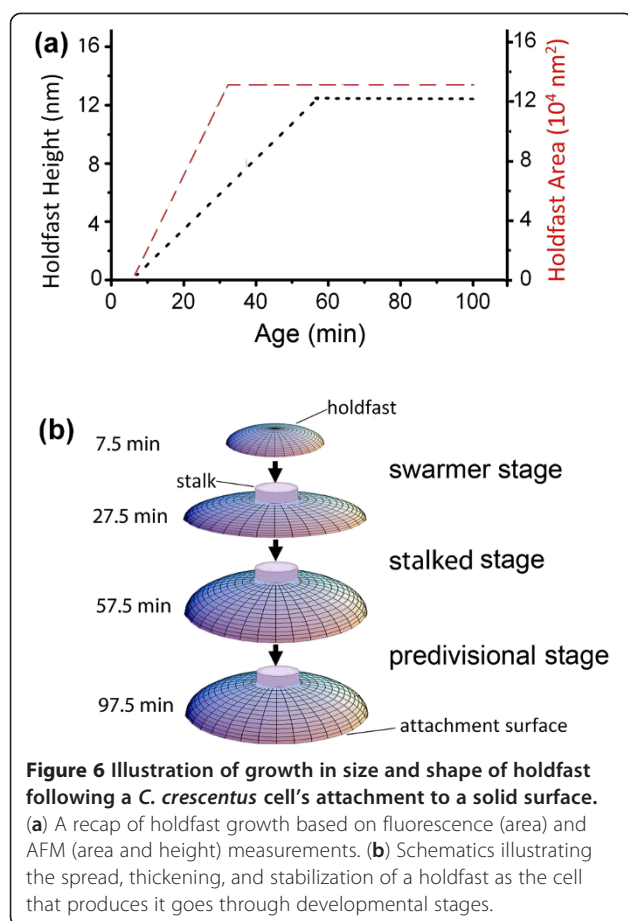 (a)
16
12
8
4
0
Holdfast Height (nm)
16
12
8
4
0
Holdfast Area (10⁴ nm²)
0 20 40 60 80 100
Age (min)
(b)
holdfast
7.5 min
swarmer stage
stalk
27.5 min
stalked stage
57.5 min
predivisional stage
97.5 min
attachment surface
Figure 6 Illustration of growth in size and shape of holdfast
following a C. crescentus cell's attachment to a solid surface.
(a) A recap of holdfast growth based on fluorescence (area) and
AFM (area and height) measurements. (b) Schematics illustrating
the spread, thickening, and stabilization of a holdfast as the cell
that produces it goes through developmental stages.